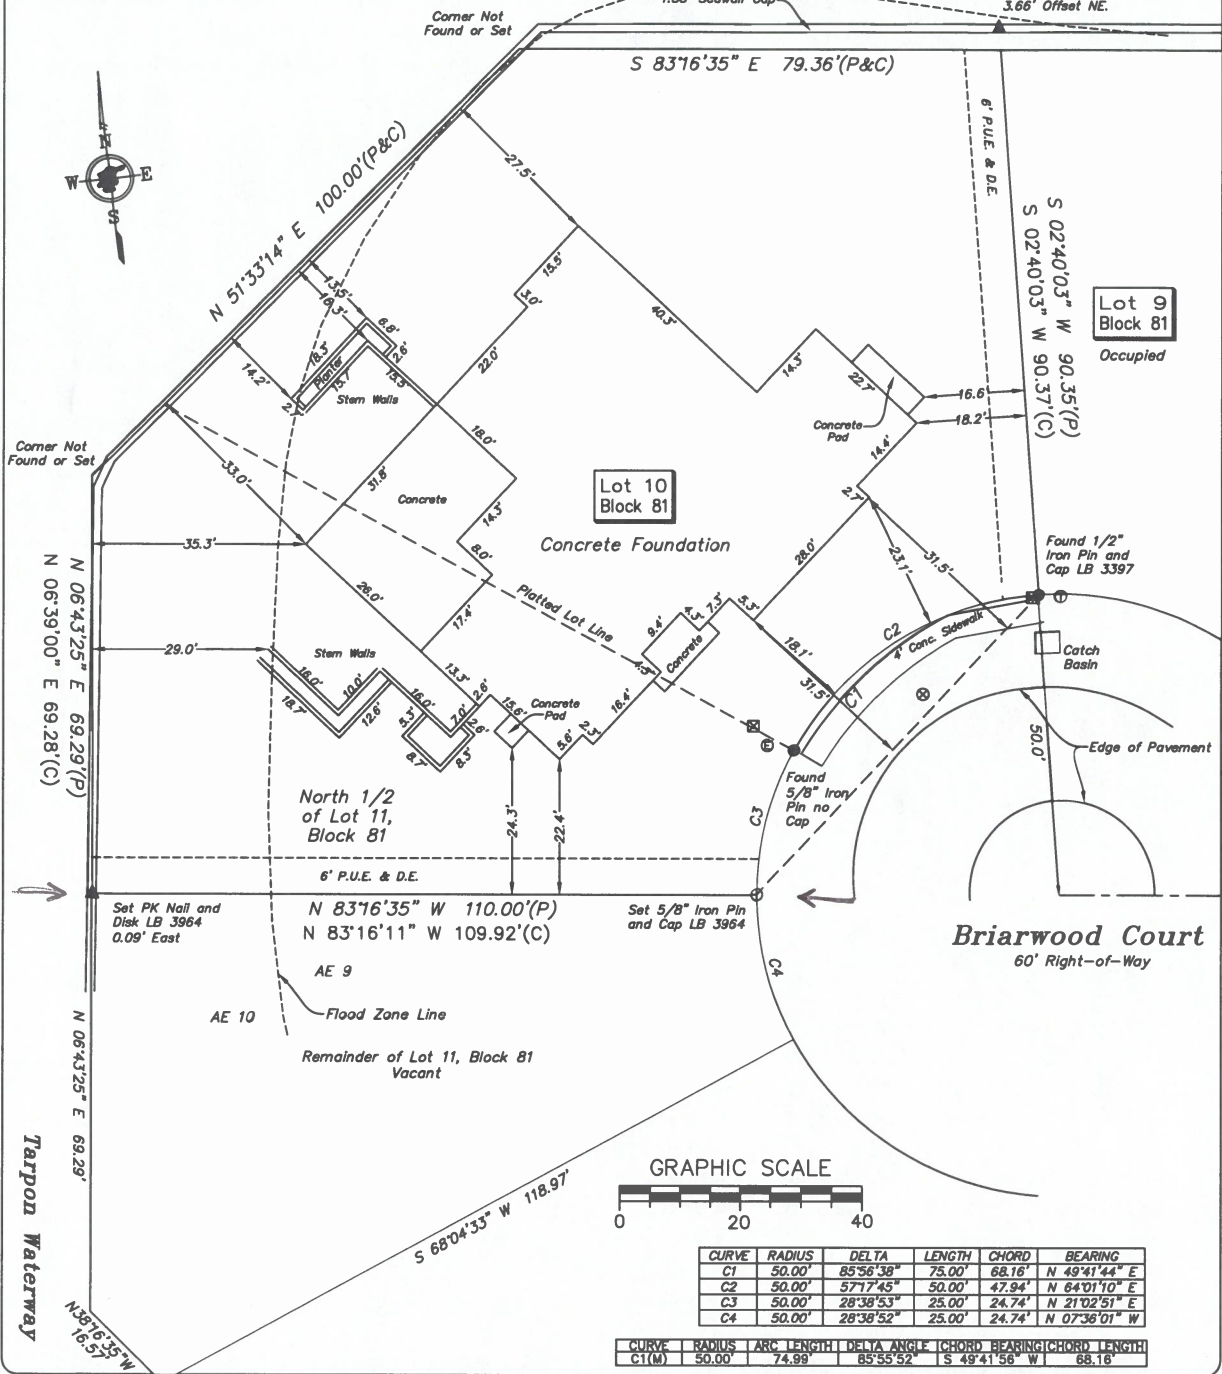 Corner Not
Found or Set
3.66' Offset NE.
S 83°16'35" E 79.36'(P&C)
N
W E
S
N 51°33'14" E 100.00'(P&C)
27.5'
6' P.U.E. & D.E.
S 02°40'03" W 90.35'(P)
S 02°40'03" W 90.37'(C)
Lot 9
Block 81
Occupied
15.5'
3.0'
40.3'
13.5'
16.3'
6.8'
2.6'
18.3'
Planter
15.7'
15.5'
14.2'
2.7'
Stem Walls
22.0'
14.3'
22.7'
16.6'
18.2'
Concrete
Pad
14.4'
2.7'
Corner Not
Found or Set
33.0'
18.0'
31.8'
Concrete
14.3'
8.0'
Lot 10
Block 81
Concrete Foundation
35.3'
N 06°43'25" E 69.29'(P)
N 06°39'00" E 69.28'(C)
26.0'
17.4'
Platted Lot Line
28.0'
23.1'
31.5'
Found 1/2"
Iron Pin and
Cap LB 3397
T
C2
4' Conc. Sidewalk
Catch
Basin
9.4'
4.5'
7.3'
5.3'
Concrete
4.5'
18.1'
31.5'
C1
29.0'
Stem Walls
16.0'
18.7'
10.0'
12.6'
16.0'
5.3'
8.7'
8.3'
7.0'
2.6'
2.6'
13.3'
15.6'
Concrete
Pad
5.6'
2.3'
16.4'
E
Found
5/8" Iron
Pin no
Cap
C3
50.0'
Edge of Pavement
North 1/2
of Lot 11,
Block 81
24.3'
22.4'
6' P.U.E. & D.E.
Set PK Nail and
Disk LB 3964
0.09' East
N 83°16'35" W 110.00'(P)
N 83°16'11" W 109.92'(C)
Set 5/8" Iron Pin
and Cap LB 3964
Briarwood Court
60' Right-of-Way
C4
AE 9
AE 10
Flood Zone Line
Remainder of Lot 11, Block 81
Vacant
N 06°43'25" E 69.29'
Tarpon Waterway
S 68°04'33" W 118.97'
N38°16'35"W
16.57'
GRAPHIC SCALE
0 20 40
CURVE RADIUS DELTA LENGTH CHORD BEARING
C1 50.00' 85°56'38" 75.00' 68.16' N 49°41'44" E
C2 50.00' 57°17'45" 50.00' 47.94' N 64°01'10" E
C3 50.00' 28°38'53" 25.00' 24.74' N 21°02'51" E
C4 50.00' 28°38'52" 25.00' 24.74' N 07°36'01" W
CURVE RADIUS ARC LENGTH DELTA ANGLE CHORD BEARING CHORD LENGTH
C1(M) 50.00' 74.99' 85°55'52" S 49°41'56" W 68.16'